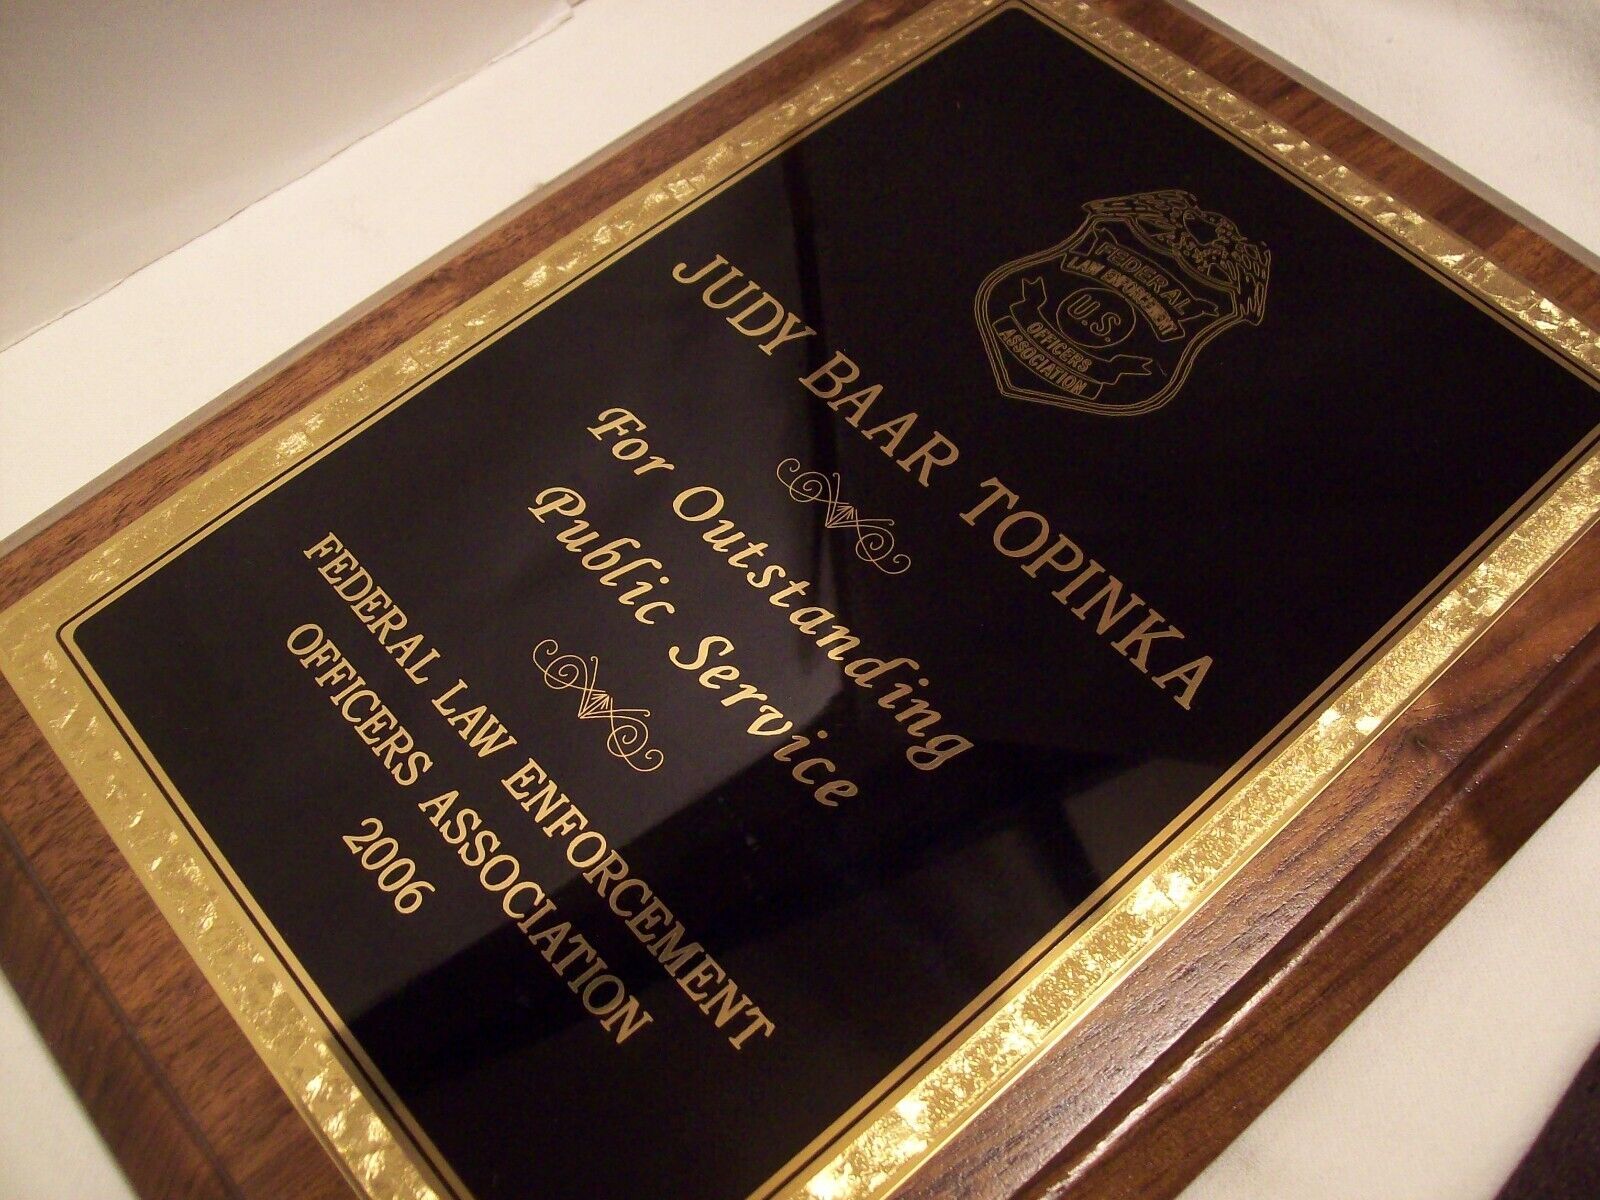 FEDERAL
LAW ENFORCEMENT
U.S.
OFFICERS
ASSOCIATION
JUDY BAAR TOPINKA
For Outstanding
Public Service
FEDERAL LAW ENFORCEMENT
OFFICERS ASSOCIATION
2006